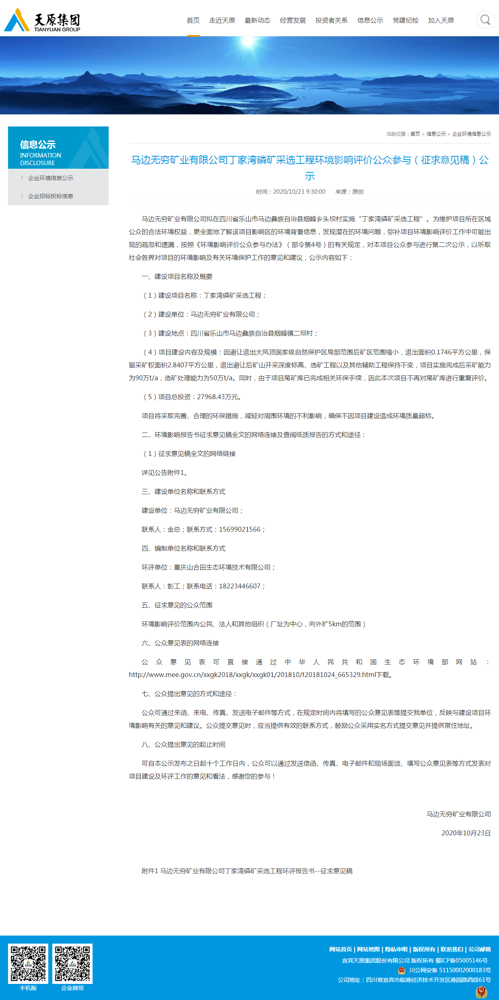 天原集团
TIANYUAN GROUP
首页 走近天原 最新动态 经营发展 投资者关系 信息公示 党建纪检 加入天原
信息公示
INFORMATION
DISCLOSURE
企业环境信息公示
企业招标投标信息
当前位置：首页 > 信息公示 > 企业环境信息公示
马边无穷矿业有限公司丁家湾磷矿采选工程环境影响评价公众参与（征求意见稿）公
示
时间：2020/10/23 9:30:00 来源：原创
马边无穷矿业有限公司拟在四川省乐山市马边彝族自治县烟峰乡头坝村实施“丁家湾磷矿采选工程”。为维护项目所在区域
公众的合法环境权益，更全面地了解该项目影响区的环境背景信息，发现潜在的环境问题，弥补项目环境影响评价工作中可能出
现的疏忽和遗漏，按照《环境影响评价公众参与办法》（部令第4号）的有关规定，对本项目公众参与进行第二次公示，以听取
社会各界对项目的环境影响及有关环境保护工作的意见和建议，公示内容如下：
一、建设项目名称及概要
（1）建设项目名称：丁家湾磷矿采选工程；
（2）建设单位：马边无穷矿业有限公司；
（3）建设地点：四川省乐山市马边彝族自治县烟峰镇二坝村；
（4）项目建设内容及规模：因避让退出大风顶国家级自然保护区局部范围后矿区范围缩小，退出面积0.1746平方公里，保
留采矿权面积2.8407平方公里，退出避让后矿山开采深度标高、选矿工程以及其他辅助工程保持不变，项目实施完成后采矿能力
为90万t/a，选矿处理能力为50万t/a。同时，由于项目尾矿库已完成相关环保手续，因此本次项目不再对尾矿库进行重复评价。
（5）项目总投资：27968.43万元。
项目将采取完善、合理的环保措施，减轻对周围环境的不利影响，确保不因项目建设造成环境质量超标。
二、环境影响报告书征求意见稿全文的网络连接及查阅纸质报告的方式和途径：
（1）征求意见稿全文的网络链接
详见公告附件1。
三、建设单位名称和联系方式
建设单位：马边无穷矿业有限公司；
联系人：金总；联系方式：15699021566；
四、编制单位名称和联系方式
环评单位：重庆山合田生态环境技术有限公司；
联系人：彭工；联系电话：18223446607；
五、征求意见的公众范围
环境影响评价范围内公民、法人和其他组织（厂址为中心，向外扩5km的范围）
六、公众意见表的网络连接
公众意见表可直接通过中华人民共和国生态环境部网站：
http://www.mee.gov.cn/xxgk2018/xxgk/xxgk01/201810/t20181024_665329.html下载。
七、公众提出意见的方式和途径：
公众可通过来函、来电、传真、发送电子邮件等方式，在规定时间内将填写的公众意见表等提交我单位，反映与建设项目环
境影响有关的意见和建议。公众提交意见时，应当提供有效的联系方式，鼓励公众采用实名方式提交意见并提供常住地址。
八、公众提出意见的起止时间
可自本公示发布之日起十个工作日内，公众可以通过发送信函、传真、电子邮件和现场面谈、填写公众意见表等方式发表对
项目建设及环评工作的意见和看法，感谢您的参与！
马边无穷矿业有限公司
2020年10月23日
附件1 马边无穷矿业有限公司丁家湾磷矿采选工程环评报告书--征求意见稿
手机版 企业微信
网站首页 | 网站地图 | 隐私申明 | 版权所有 | 联系我们 | 公司邮箱
宜宾天原集团股份有限公司 版权所有 蜀ICP备05005146号
川公网安备 51150002000183号
公司地址：四川省宜宾市临港经济技术开发区港园路西段61号